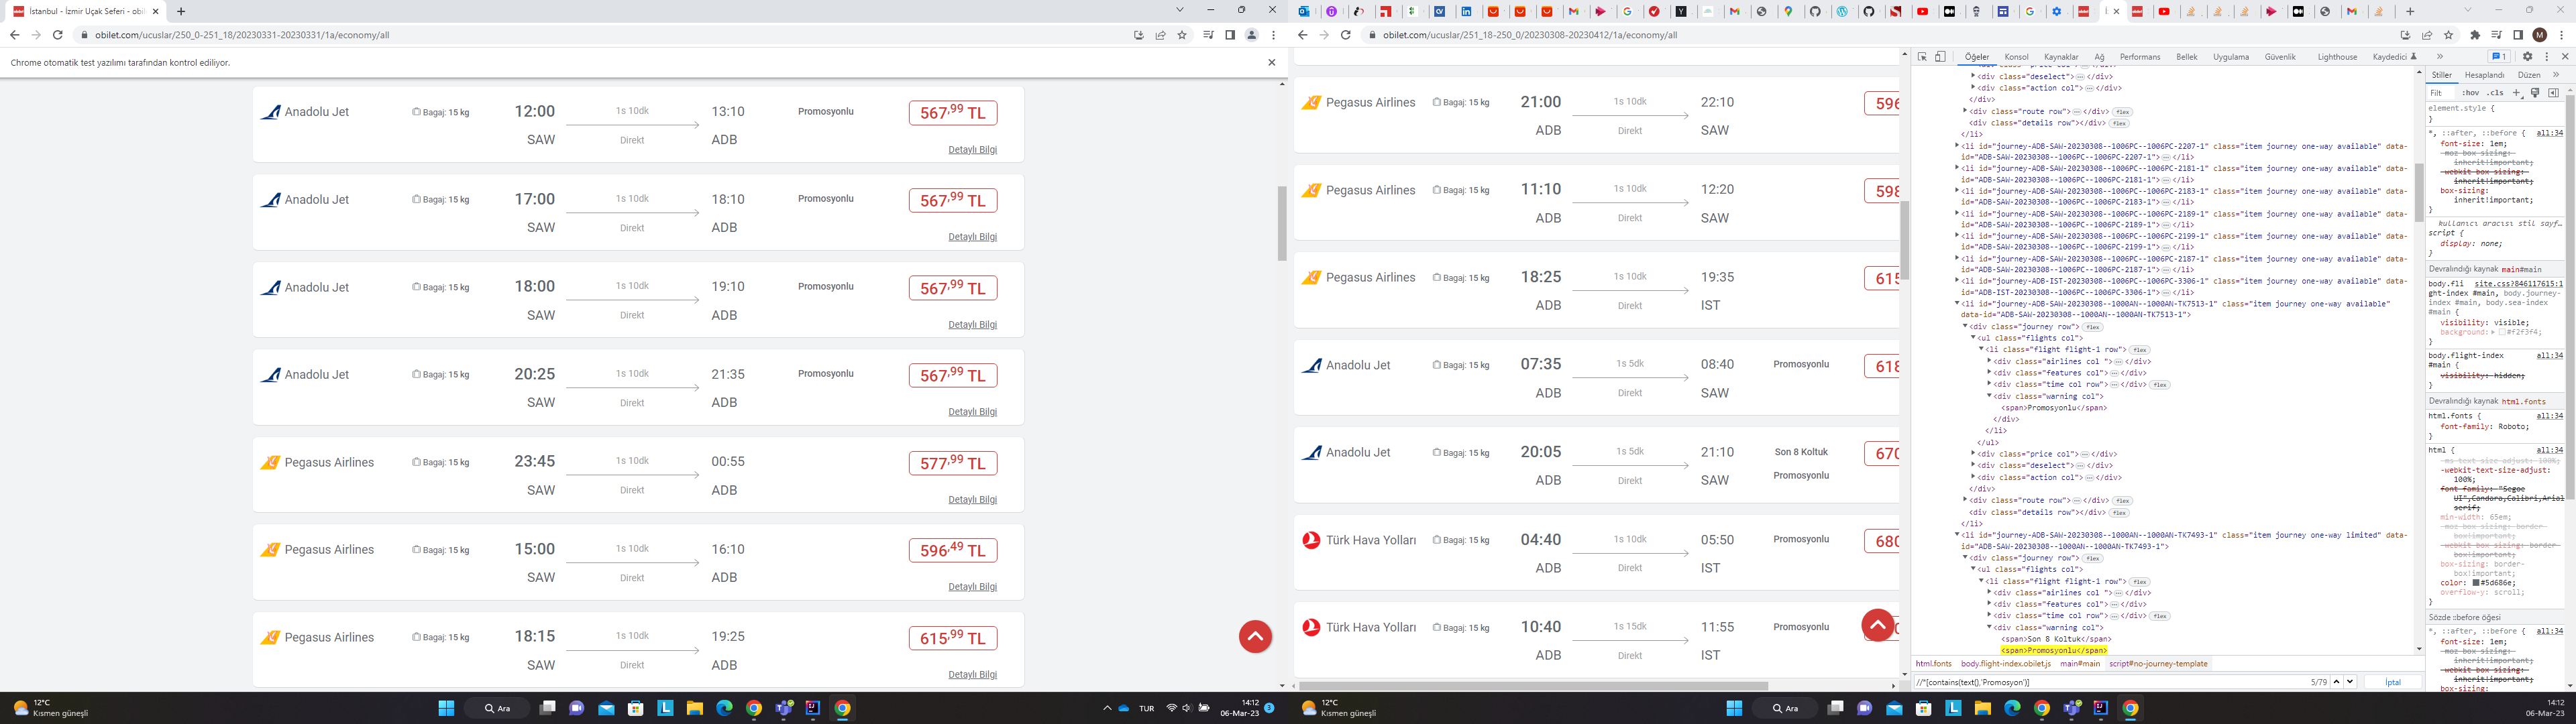 İstanbul - İzmir Uçak Seferi - obil
obilet.com/ucuslar/250_0-251_18/20230331-20230331/1a/economy/all
Chrome otomatik test yazılımı tarafından kontrol ediliyor.
Anadolu Jet Bagaj: 15 kg 12:00 1s 10dk 13:10 Promosyonlu 567,99 TL
SAW Direkt ADB
Detaylı Bilgi
Anadolu Jet Bagaj: 15 kg 17:00 1s 10dk 18:10 Promosyonlu 567,99 TL
SAW Direkt ADB
Detaylı Bilgi
Anadolu Jet Bagaj: 15 kg 18:00 1s 10dk 19:10 Promosyonlu 567,99 TL
SAW Direkt ADB
Detaylı Bilgi
Anadolu Jet Bagaj: 15 kg 20:25 1s 10dk 21:35 Promosyonlu 567,99 TL
SAW Direkt ADB
Detaylı Bilgi
Pegasus Airlines Bagaj: 15 kg 23:45 1s 10dk 00:55 577,99 TL
SAW Direkt ADB
Detaylı Bilgi
Pegasus Airlines Bagaj: 15 kg 15:00 1s 10dk 16:10 596,49 TL
SAW Direkt ADB
Detaylı Bilgi
Pegasus Airlines Bagaj: 15 kg 18:15 1s 10dk 19:25 615,99 TL
SAW Direkt ADB
Detaylı Bilgi
12°C
Kısmen güneşli
Ara
TUR
14:12
06-Mar-23
3
obilet.com/ucuslar/251_18-250_0/20230308-20230412/1a/economy/all
Pegasus Airlines Bagaj: 15 kg 21:00 1s 10dk 22:10 596
ADB Direkt SAW
Pegasus Airlines Bagaj: 15 kg 11:10 1s 10dk 12:20 598
ADB Direkt SAW
Pegasus Airlines Bagaj: 15 kg 18:25 1s 10dk 19:35 615
ADB Direkt IST
Anadolu Jet Bagaj: 15 kg 07:35 1s 5dk 08:40 Promosyonlu 618
ADB Direkt SAW
Anadolu Jet Bagaj: 15 kg 20:05 1s 5dk 21:10 Son 8 Koltuk 670
ADB Direkt SAW Promosyonlu
Türk Hava Yolları Bagaj: 15 kg 04:40 1s 10dk 05:50 Promosyonlu 680
ADB Direkt IST
Türk Hava Yolları Bagaj: 15 kg 10:40 1s 15dk 11:55 Promosyonlu
ADB Direkt IST
Öğeler Konsol Kaynaklar Ağ Performans Bellek Uygulama Güvenlik Lighthouse Kaydedici 1
<div class="deselect">…</div>
<div class="action col">…</div>
</div>
<div class="route row">…</div> flex
<div class="details row"></div> flex
</li>
<li id="journey-ADB-SAW-20230308--1006PC--1006PC-2207-1" class="item journey one-way available" data-
id="ADB-SAW-20230308--1006PC--1006PC-2207-1">…</li>
<li id="journey-ADB-SAW-20230308--1006PC--1006PC-2181-1" class="item journey one-way available" data-
id="ADB-SAW-20230308--1006PC--1006PC-2181-1">…</li>
<li id="journey-ADB-SAW-20230308--1006PC--1006PC-2183-1" class="item journey one-way available" data-
id="ADB-SAW-20230308--1006PC--1006PC-2183-1">…</li>
<li id="journey-ADB-SAW-20230308--1006PC--1006PC-2189-1" class="item journey one-way available" data-
id="ADB-SAW-20230308--1006PC--1006PC-2189-1">…</li>
<li id="journey-ADB-SAW-20230308--1006PC--1006PC-2199-1" class="item journey one-way available" data-
id="ADB-SAW-20230308--1006PC--1006PC-2199-1">…</li>
<li id="journey-ADB-SAW-20230308--1006PC--1006PC-2187-1" class="item journey one-way available" data-
id="ADB-SAW-20230308--1006PC--1006PC-2187-1">…</li>
<li id="journey-ADB-IST-20230308--1006PC--1006PC-3306-1" class="item journey one-way available" data-
id="ADB-IST-20230308--1006PC--1006PC-3306-1">…</li>
<li id="journey-ADB-SAW-20230308--1000AN--1000AN-TK7513-1" class="item journey one-way available"
data-id="ADB-SAW-20230308--1000AN--1000AN-TK7513-1">
<div class="journey row"> flex
<ul class="flights col">
<li class="flight flight-1 row"> flex
<div class="airlines col ">…</div>
<div class="features col">…</div>
<div class="time col row">…</div> flex
<div class="warning col">
<span>Promosyonlu</span>
</div>
</li>
</ul>
<div class="price col">…</div>
<div class="deselect">…</div>
<div class="action col">…</div>
</div>
<div class="route row">…</div> flex
<div class="details row"></div> flex
</li>
<li id="journey-ADB-SAW-20230308--1000AN--1000AN-TK7493-1" class="item journey one-way limited" data-
id="ADB-SAW-20230308--1000AN--1000AN-TK7493-1">
<div class="journey row"> flex
<ul class="flights col">
<li class="flight flight-1 row"> flex
<div class="airlines col ">…</div>
<div class="features col">…</div>
<div class="time col row">…</div> flex
<div class="warning col">
<span>Son 8 Koltuk</span>
<span>Promosyonlu</span>
html.fonts body.flight-index.obilet.js main#main script#no-journey-template
//*[contains(text(),'Promosyon')] 5/79 İptal
Stiller Hesaplandı Düzen
Filt :hov .cls
element.style {
}
*, ::after, ::before { all:34
font-size: 1em;
-moz-box-sizing:
inherit!important;
-webkit-box-sizing:
inherit!important;
box-sizing:
inherit!important;
}
kullanıcı aracısı stil sayf…
script {
display: none;
}
Devralındığı kaynak main#main
body.fli site.css?846117615:1
ght-index #main, body.journey-
index #main, body.sea-index
#main {
visibility: visible;
background: #f2f3f4;
}
body.flight-index all:34
#main {
visibility: hidden;
}
Devralındığı kaynak html.fonts
html.fonts { all:34
font-family: Roboto;
}
html { all:34
-ms-text-size-adjust: 100%;
-webkit-text-size-adjust:
100%;
font-family: "Segoe
UI",Candara,Calibri,Arial
serif;
min-width: 65em;
-moz-box-sizing: border-
box!important;
-webkit-box-sizing: border-
box!important;
box-sizing: border-
box!important;
color: #5d686e;
overflow-y: scroll;
}
Sözde ::before öğesi
*, ::after, ::before { all:34
font-size: 1em;
-moz-box-sizing:
inherit!important;
-webkit-box-sizing:
inherit!important;
box-sizing:
12°C
Kısmen güneşli
Ara
14:12
06-Mar-23